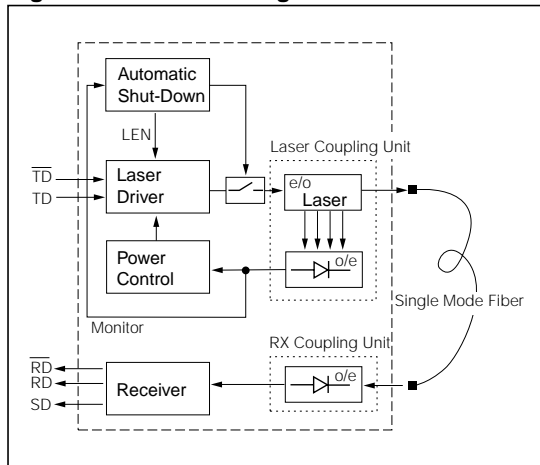 Automatic
Shut-Down
LEN
Laser Coupling Unit
TD
TD
Laser
Driver
e/o
Laser
Power
Control
o/e
Monitor
Single Mode Fiber
RX Coupling Unit
RD
RD
SD
Receiver
o/e